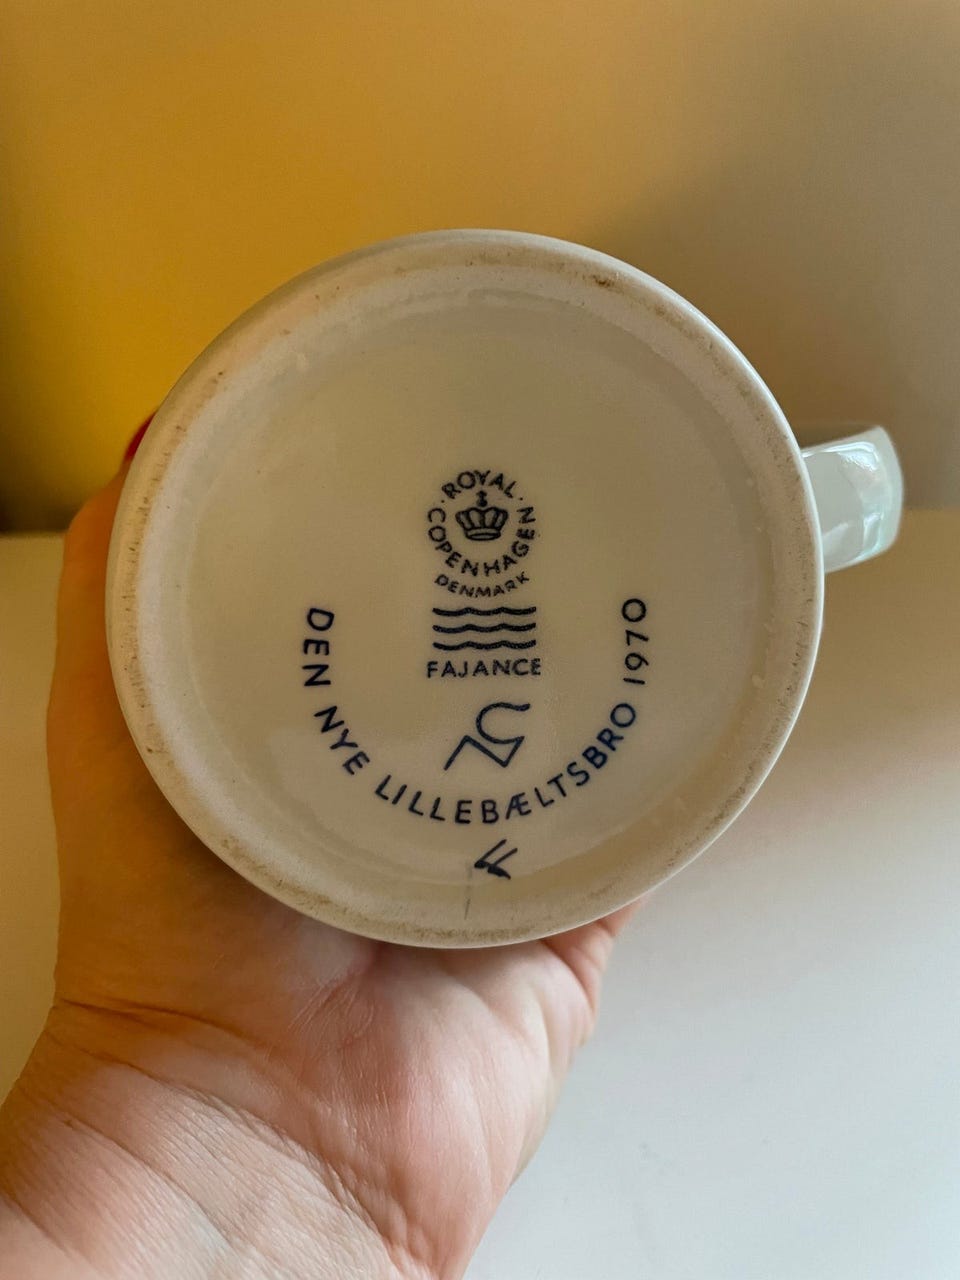 ROYAL
COPENHAGEN
DENMARK
FAJANCE
DEN NYE LILLEBÆLTSBRO 1970